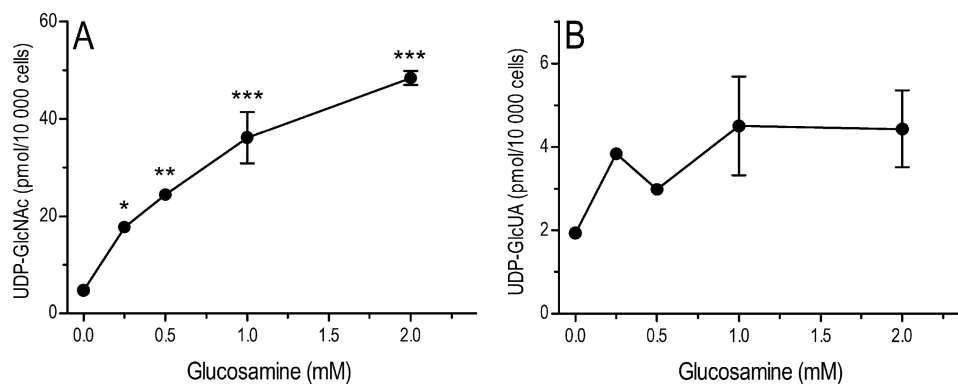 A
UDP-GlcNAc (pmol/10 000 cells)
60
40
20
0
*
**
***
***
0.0 0.5 1.0 1.5 2.0
Glucosamine (mM)
B
UDP-GlcUA (pmol/10 000 cells)
6
4
2
0
0.0 0.5 1.0 1.5 2.0
Glucosamine (mM)